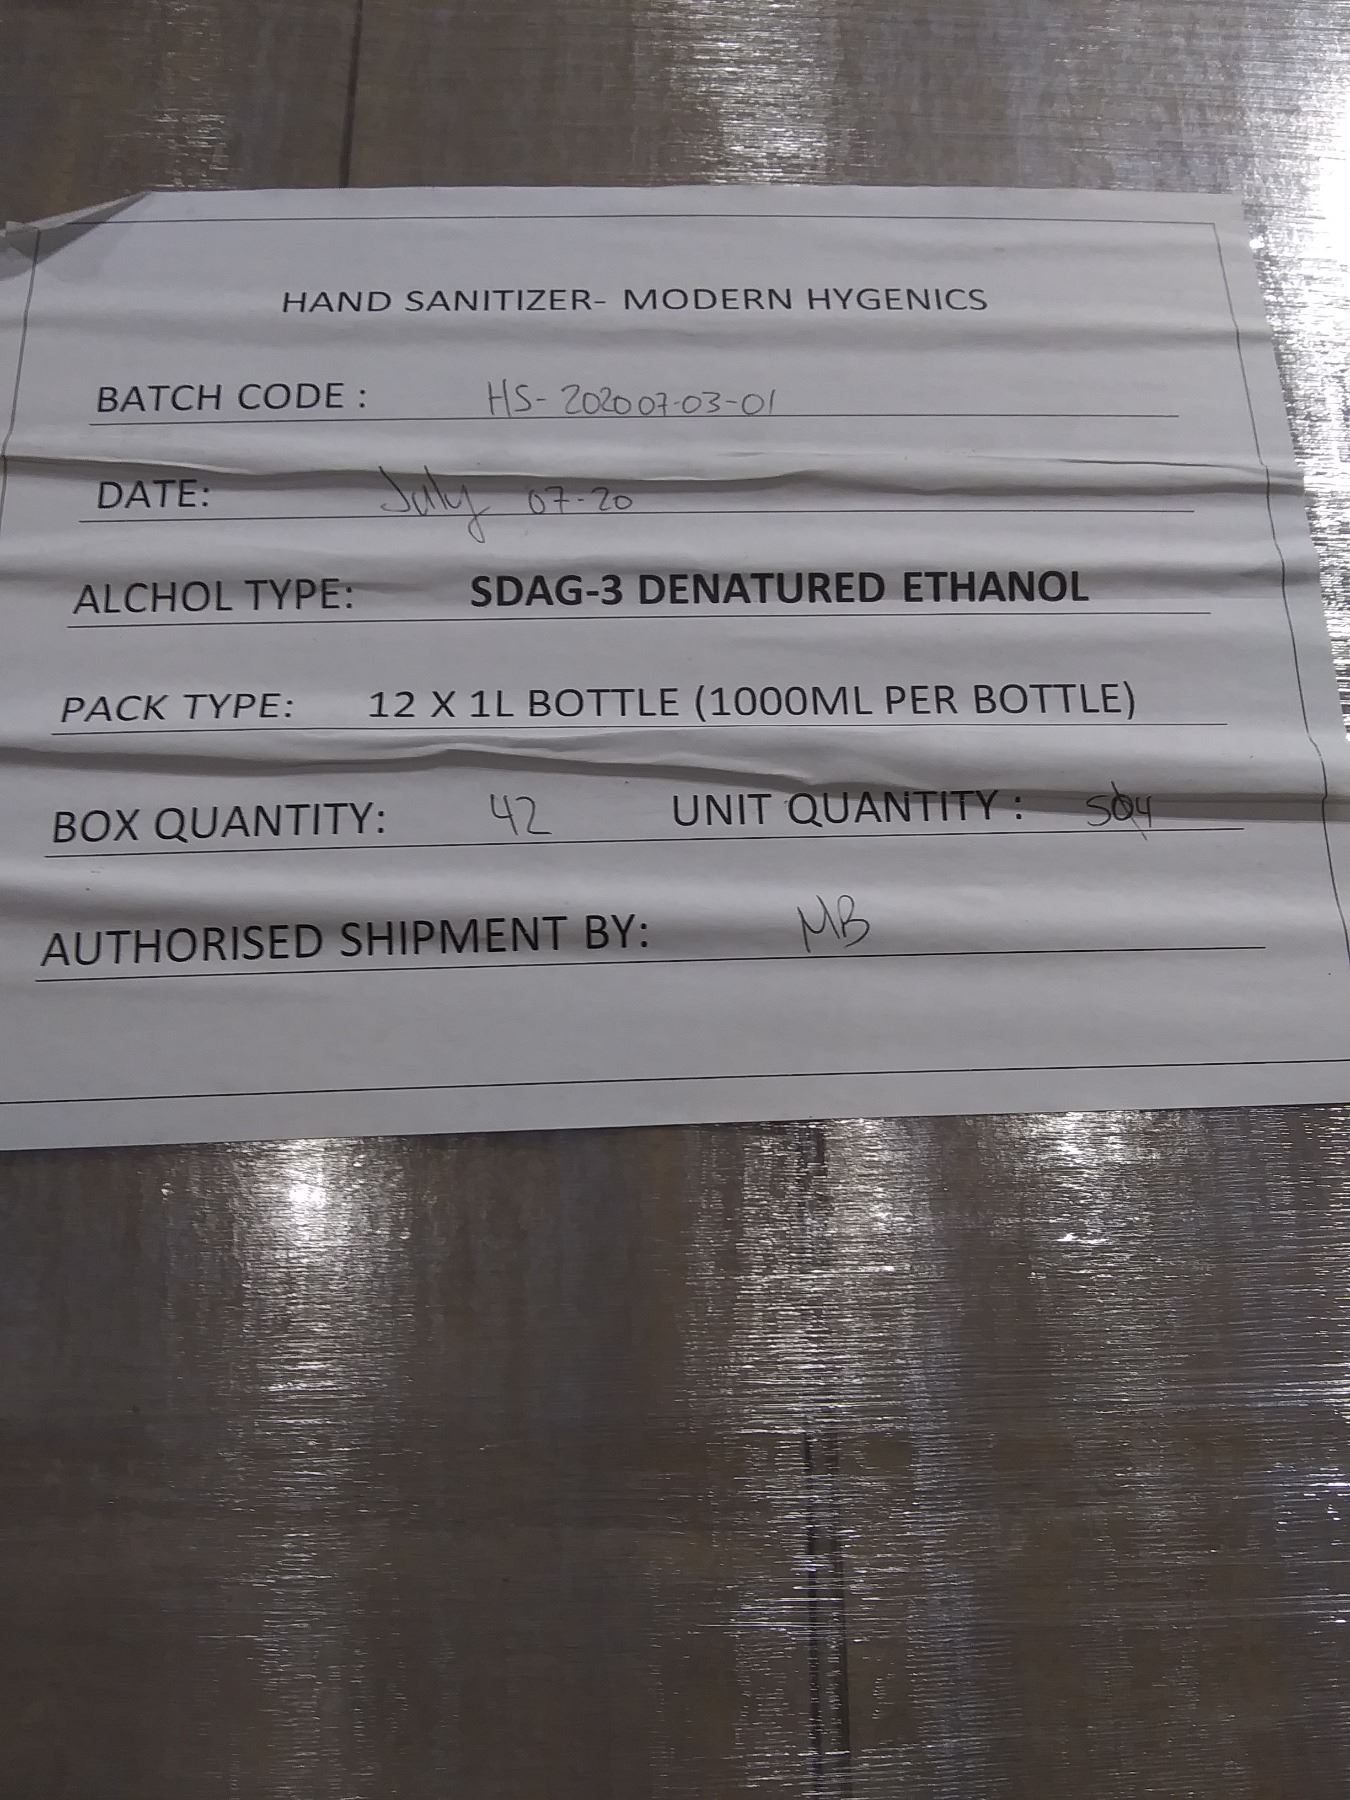 HAND SANITIZER- MODERN HYGENICS
BATCH CODE : HS-202007-03-01
DATE: July 07-20
ALCHOL TYPE: SDAG-3 DENATURED ETHANOL
PACK TYPE: 12 X 1L BOTTLE (1000ML PER BOTTLE)
BOX QUANTITY: 42 UNIT QUANTITY : 504
AUTHORISED SHIPMENT BY: MB